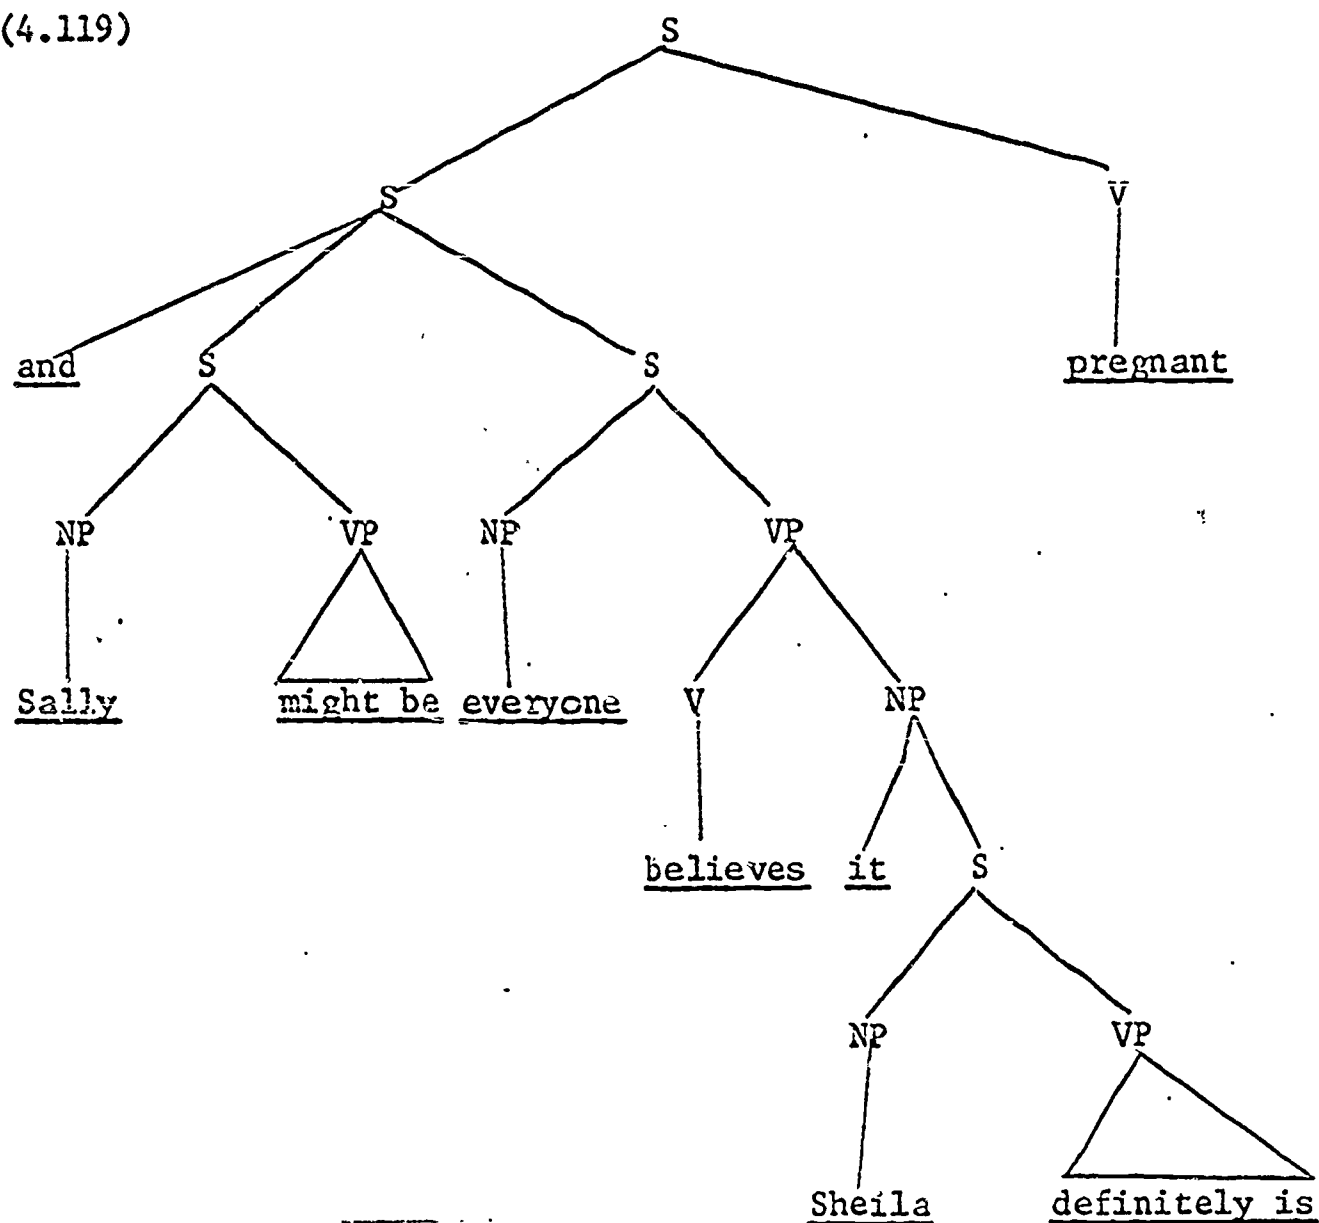 (4.119)
S
S
V
and
S
S
pregnant
NP
VP
NP
VP
Sally
might be
everyone
V
NP
believes
it
S
NP
VP
Sheila
definitely is